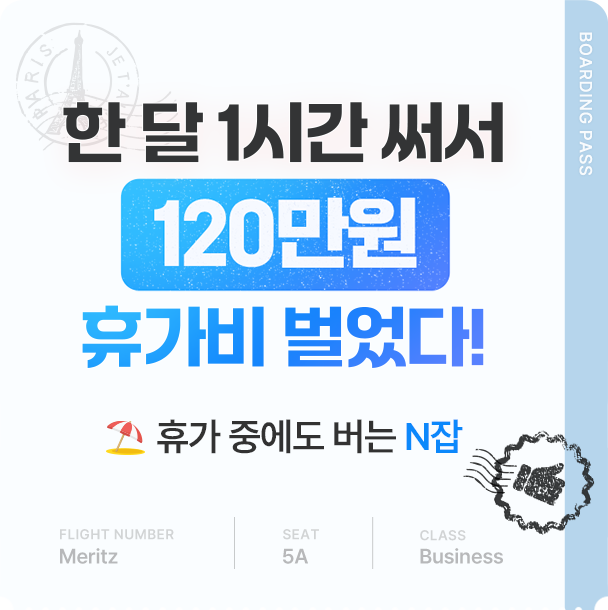 PARIS
JET'A
한 달 1시간 써서
120만원
휴가비 벌었다!
휴가 중에도 버는 N잡
BOARDING PASS
FLIGHT NUMBER
Meritz
SEAT
5A
CLASS
Business